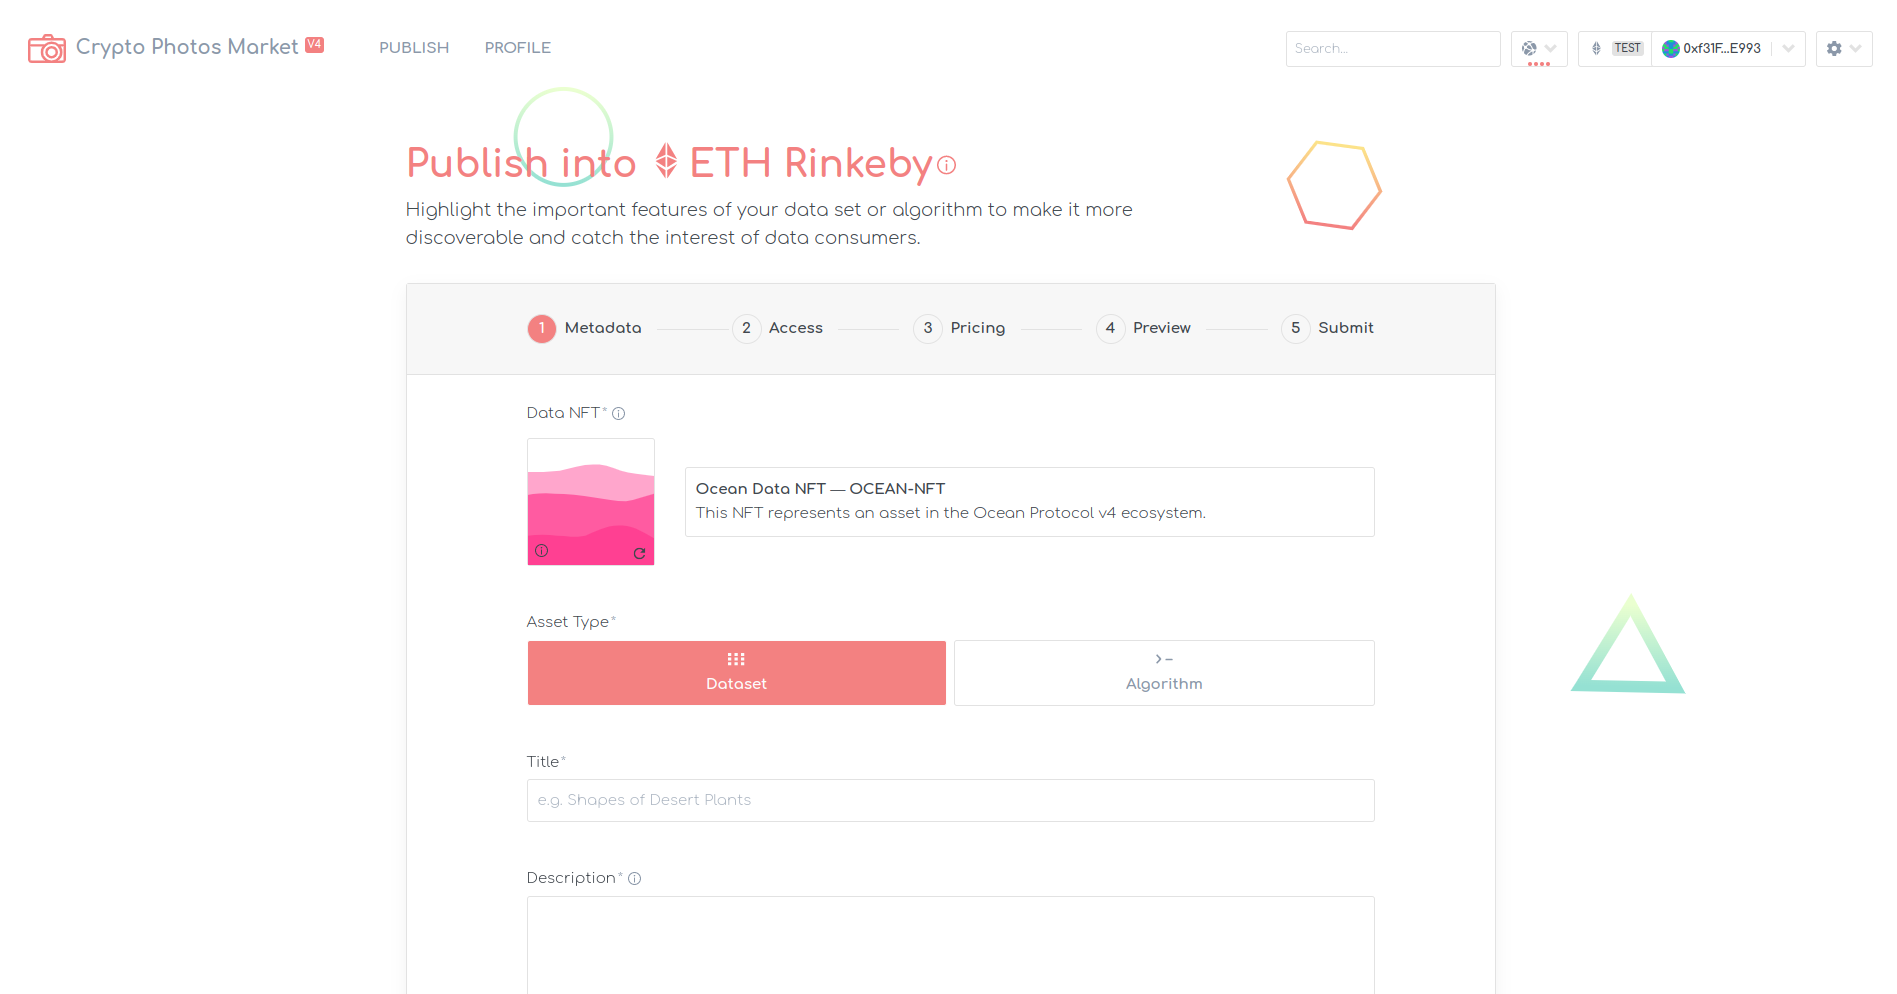 Crypto Photos Market V4
PUBLISH
PROFILE
Search...
TEST
0xf31F...E993
Publish into ETH Rinkeby
Highlight the important features of your data set or algorithm to make it more
discoverable and catch the interest of data consumers.
1 Metadata
2 Access
3 Pricing
4 Preview
5 Submit
Data NFT*
Ocean Data NFT — OCEAN-NFT
This NFT represents an asset in the Ocean Protocol v4 ecosystem.
Asset Type*
Dataset
Algorithm
Title*
e.g. Shapes of Desert Plants
Description*